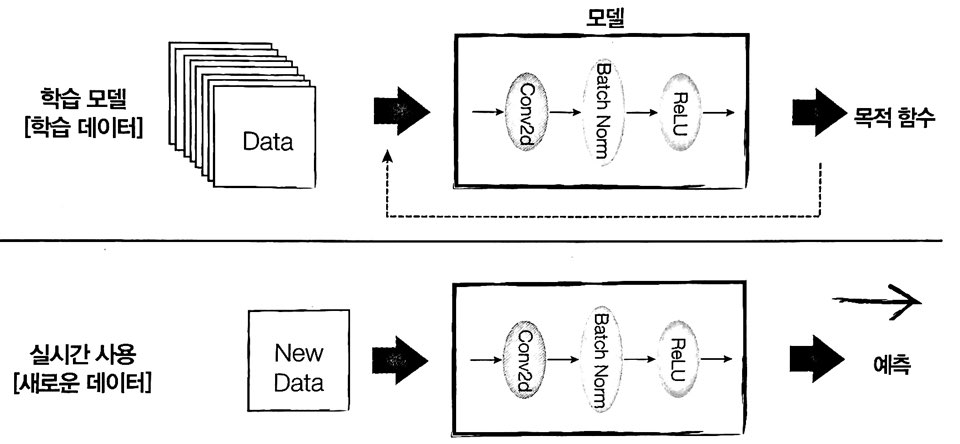 모델
학습 모델
[학습 데이터]
Data
Conv2d
Batch Norm
ReLU
목적 함수
실시간 사용
[새로운 데이터]
New
Data
Conv2d
Batch Norm
ReLU
예측